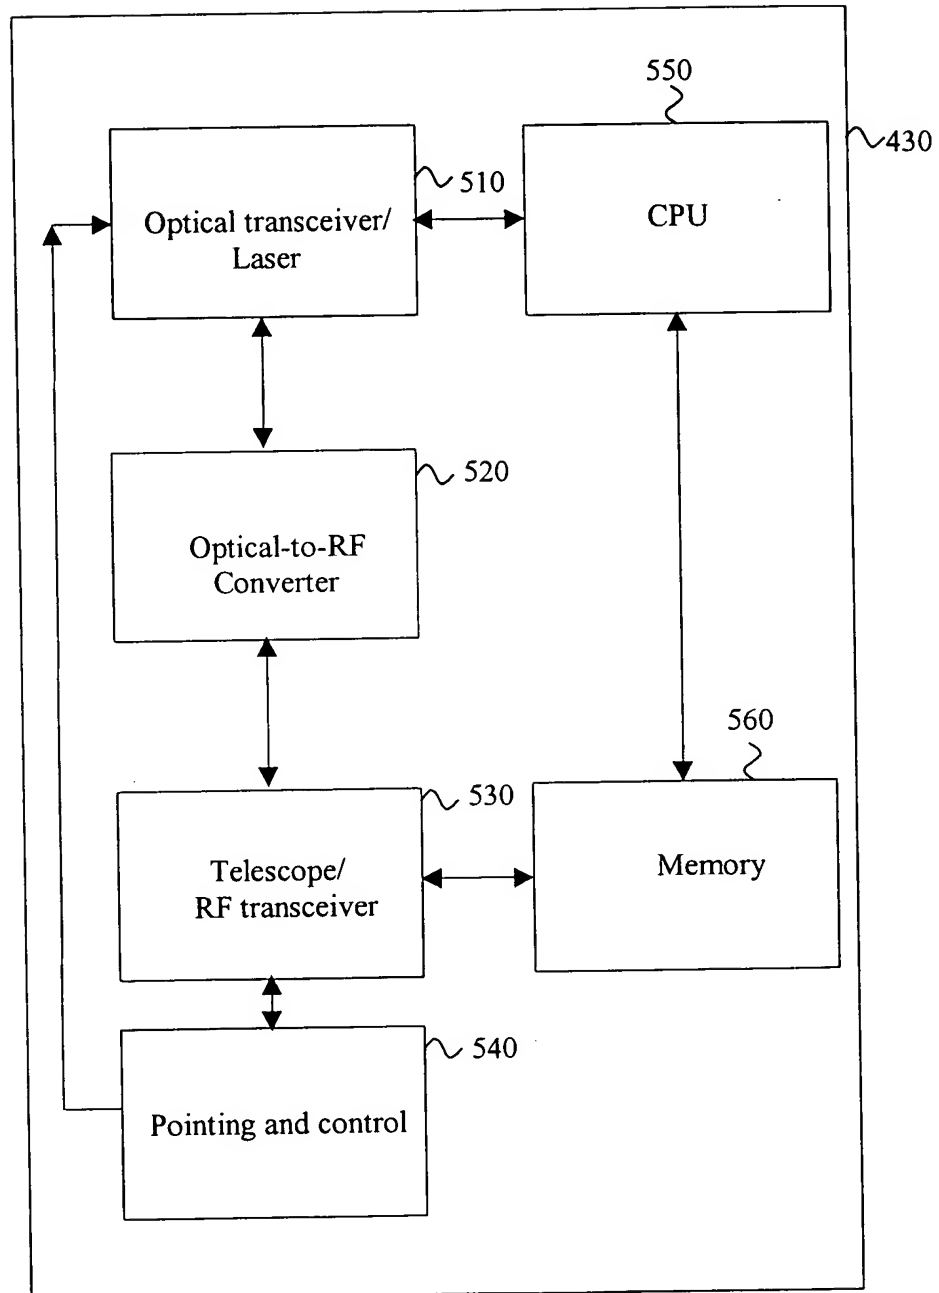 550
430
510
Optical transceiver/
Laser
CPU
520
Optical-to-RF
Converter
560
530
Telescope/
RF transceiver
Memory
540
Pointing and control